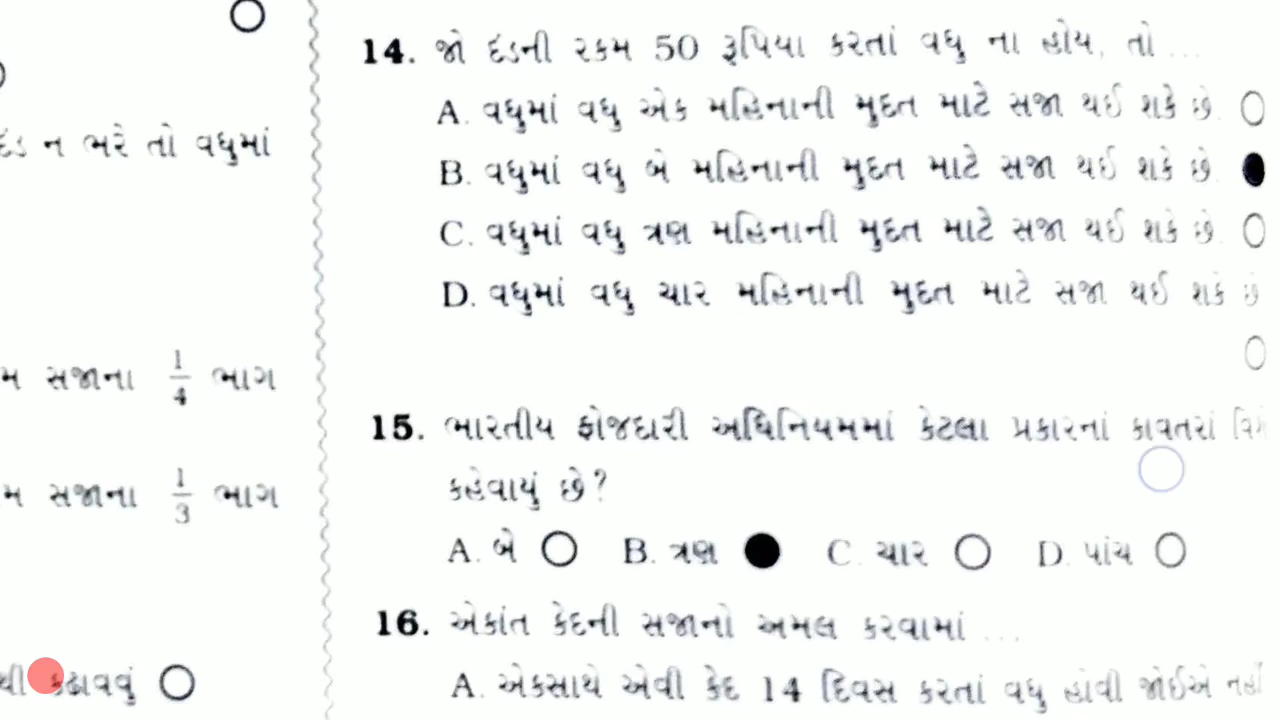 દંડ ન ભરે તો વધુમાં
મ સજાના 1/4 ભાગ
મ સજાના 1/3 ભાગ
થી કઢાવવું
14. જો દંડની રકમ 50 રૂપિયા કરતાં વધુ ના હોય, તો ...
A. વધુમાં વધુ એક મહિનાની મુદત માટે સજા થઈ શકે છે.
B. વધુમાં વધુ બે મહિનાની મુદત માટે સજા થઈ શકે છે.
C. વધુમાં વધુ ત્રણ મહિનાની મુદત માટે સજા થઈ શકે છે.
D. વધુમાં વધુ ચાર મહિનાની મુદત માટે સજા થઈ શકે છે
15. ભારતીય ફોજદારી અધિનિયમમાં કેટલા પ્રકારનાં કાવતરાં
કહેવાયું છે?
A. બે B. ત્રણ C. ચાર D. પાંચ
16. એકાંત કેદની સજાનો અમલ કરવામાં ...
A. એકસાથે એવી કેદ 14 દિવસ કરતાં વધુ હોવી જોઈએ નહીં